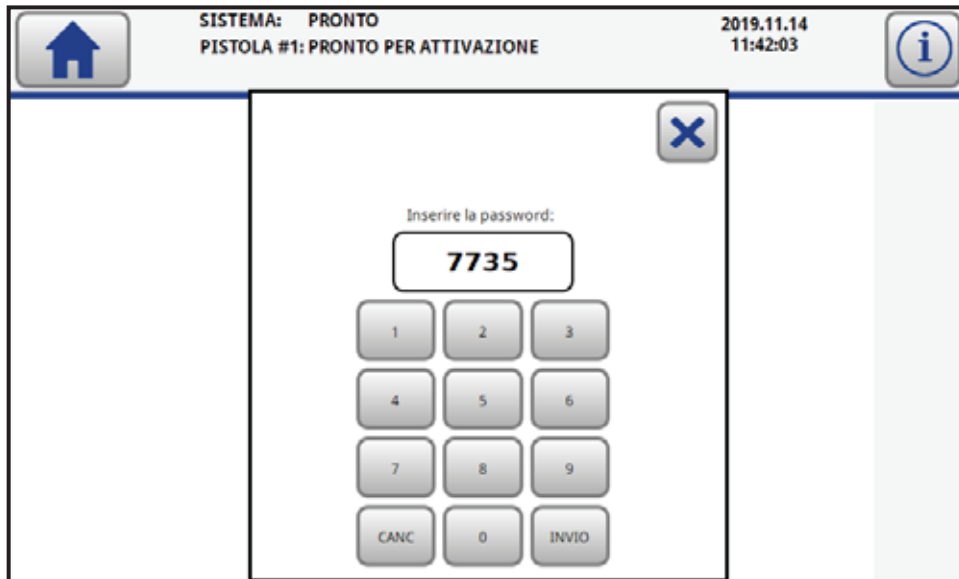 SISTEMA: PRONTO
2019.11.14
PISTOLA #1: PRONTO PER ATTIVAZIONE
11:42:03
i
Inserire la password:
7735
1 2 3
4 5 6
7 8 9
CANC 0 INVIO